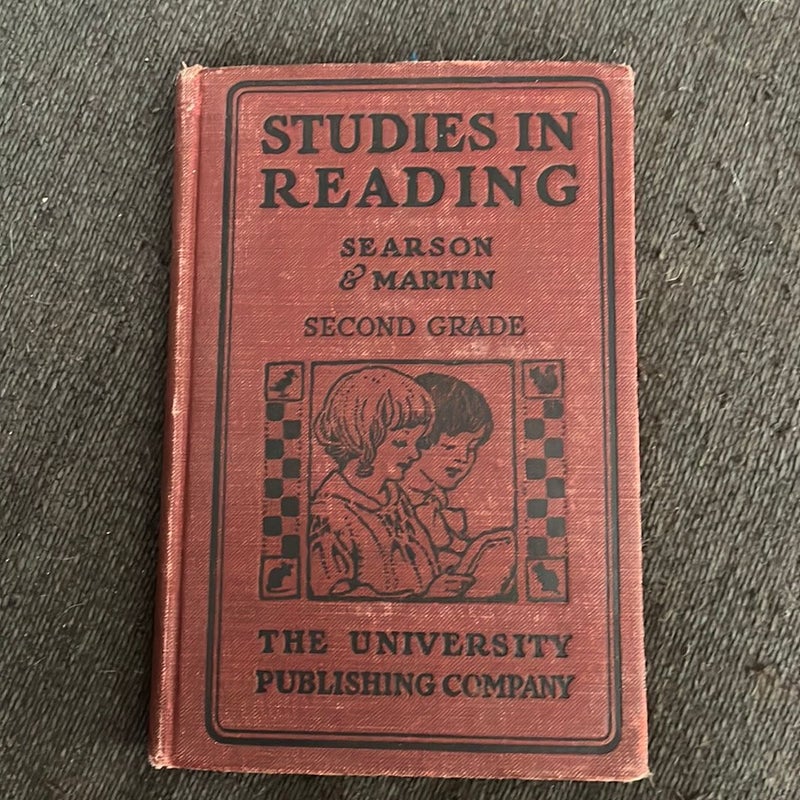 STUDIES IN
READING
SEARSON
& MARTIN
SECOND GRADE
THE UNIVERSITY
PUBLISHING COMPANY